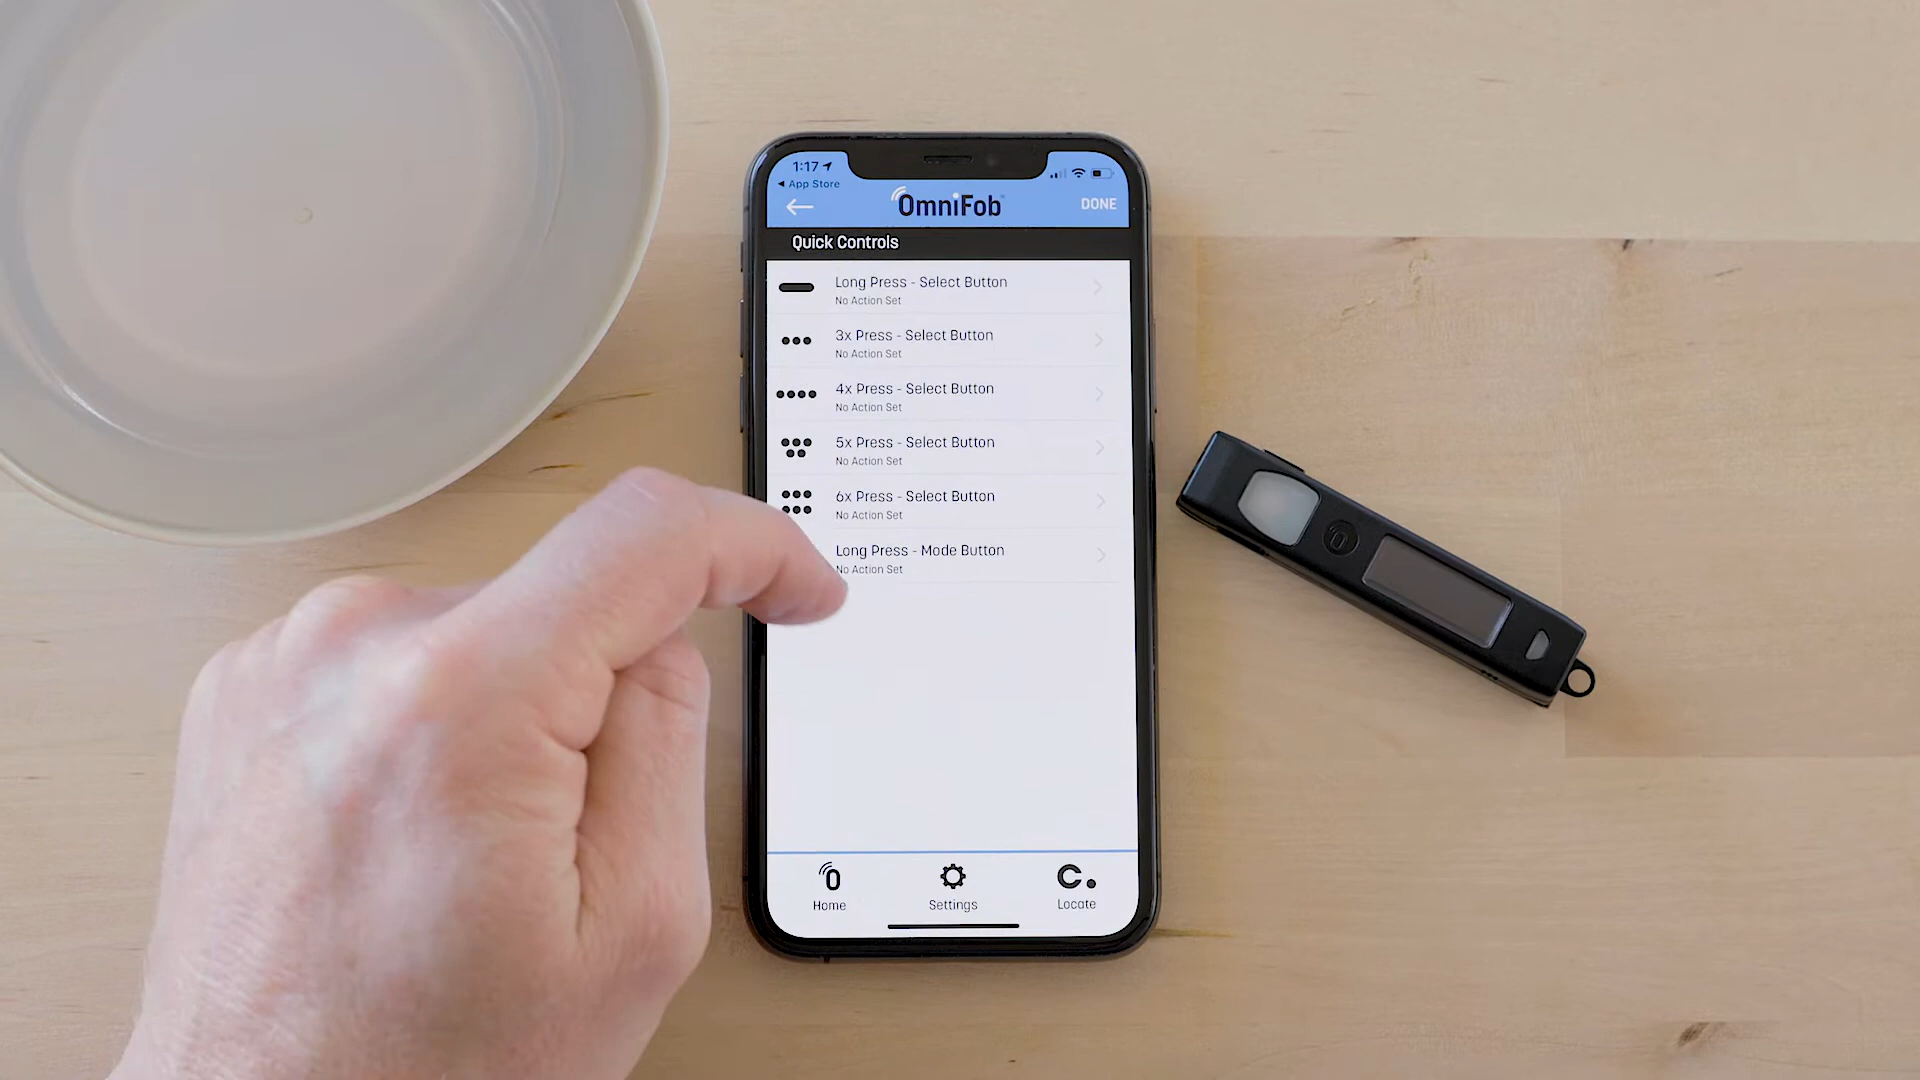 1:17
App Store
OmniFob
DONE
Quick Controls
Long Press - Select Button
No Action Set
3x Press - Select Button
No Action Set
4x Press - Select Button
No Action Set
5x Press - Select Button
No Action Set
6x Press - Select Button
No Action Set
Long Press - Mode Button
No Action Set
Home
Settings
Locate